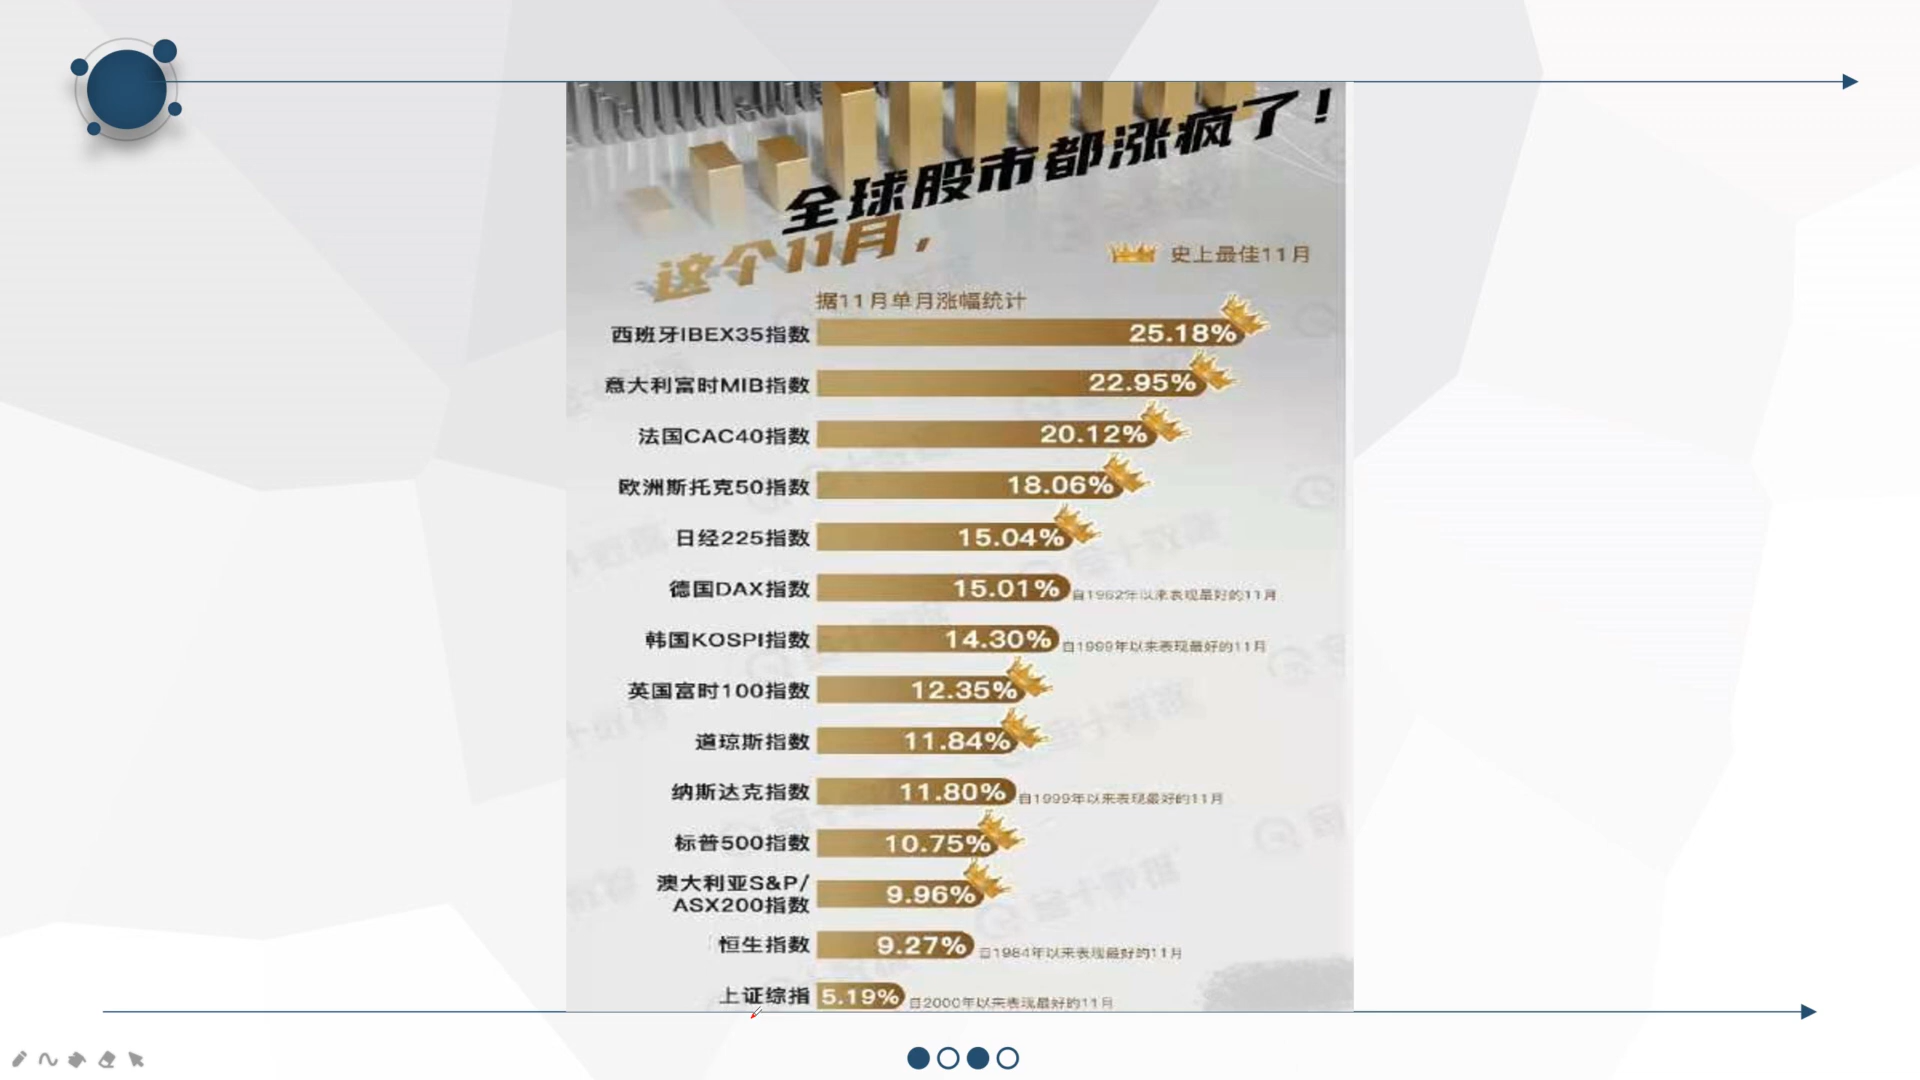 全球股市都涨疯了！
这个11月，
史上最佳11月
据11月单月涨幅统计
西班牙IBEX35指数 25.18%
意大利富时MIB指数 22.95%
法国CAC40指数 20.12%
欧洲斯托克50指数 18.06%
日经225指数 15.04%
德国DAX指数 15.01% 自1962年以来表现最好的11月
韩国KOSPI指数 14.30% 自1999年以来表现最好的11月
英国富时100指数 12.35%
道琼斯指数 11.84%
纳斯达克指数 11.80% 自1999年以来表现最好的11月
标普500指数 10.75%
澳大利亚S&P/
ASX200指数 9.96%
恒生指数 9.27% 自1984年以来表现最好的11月
上证综指 5.19% 自2000年以来表现最好的11月